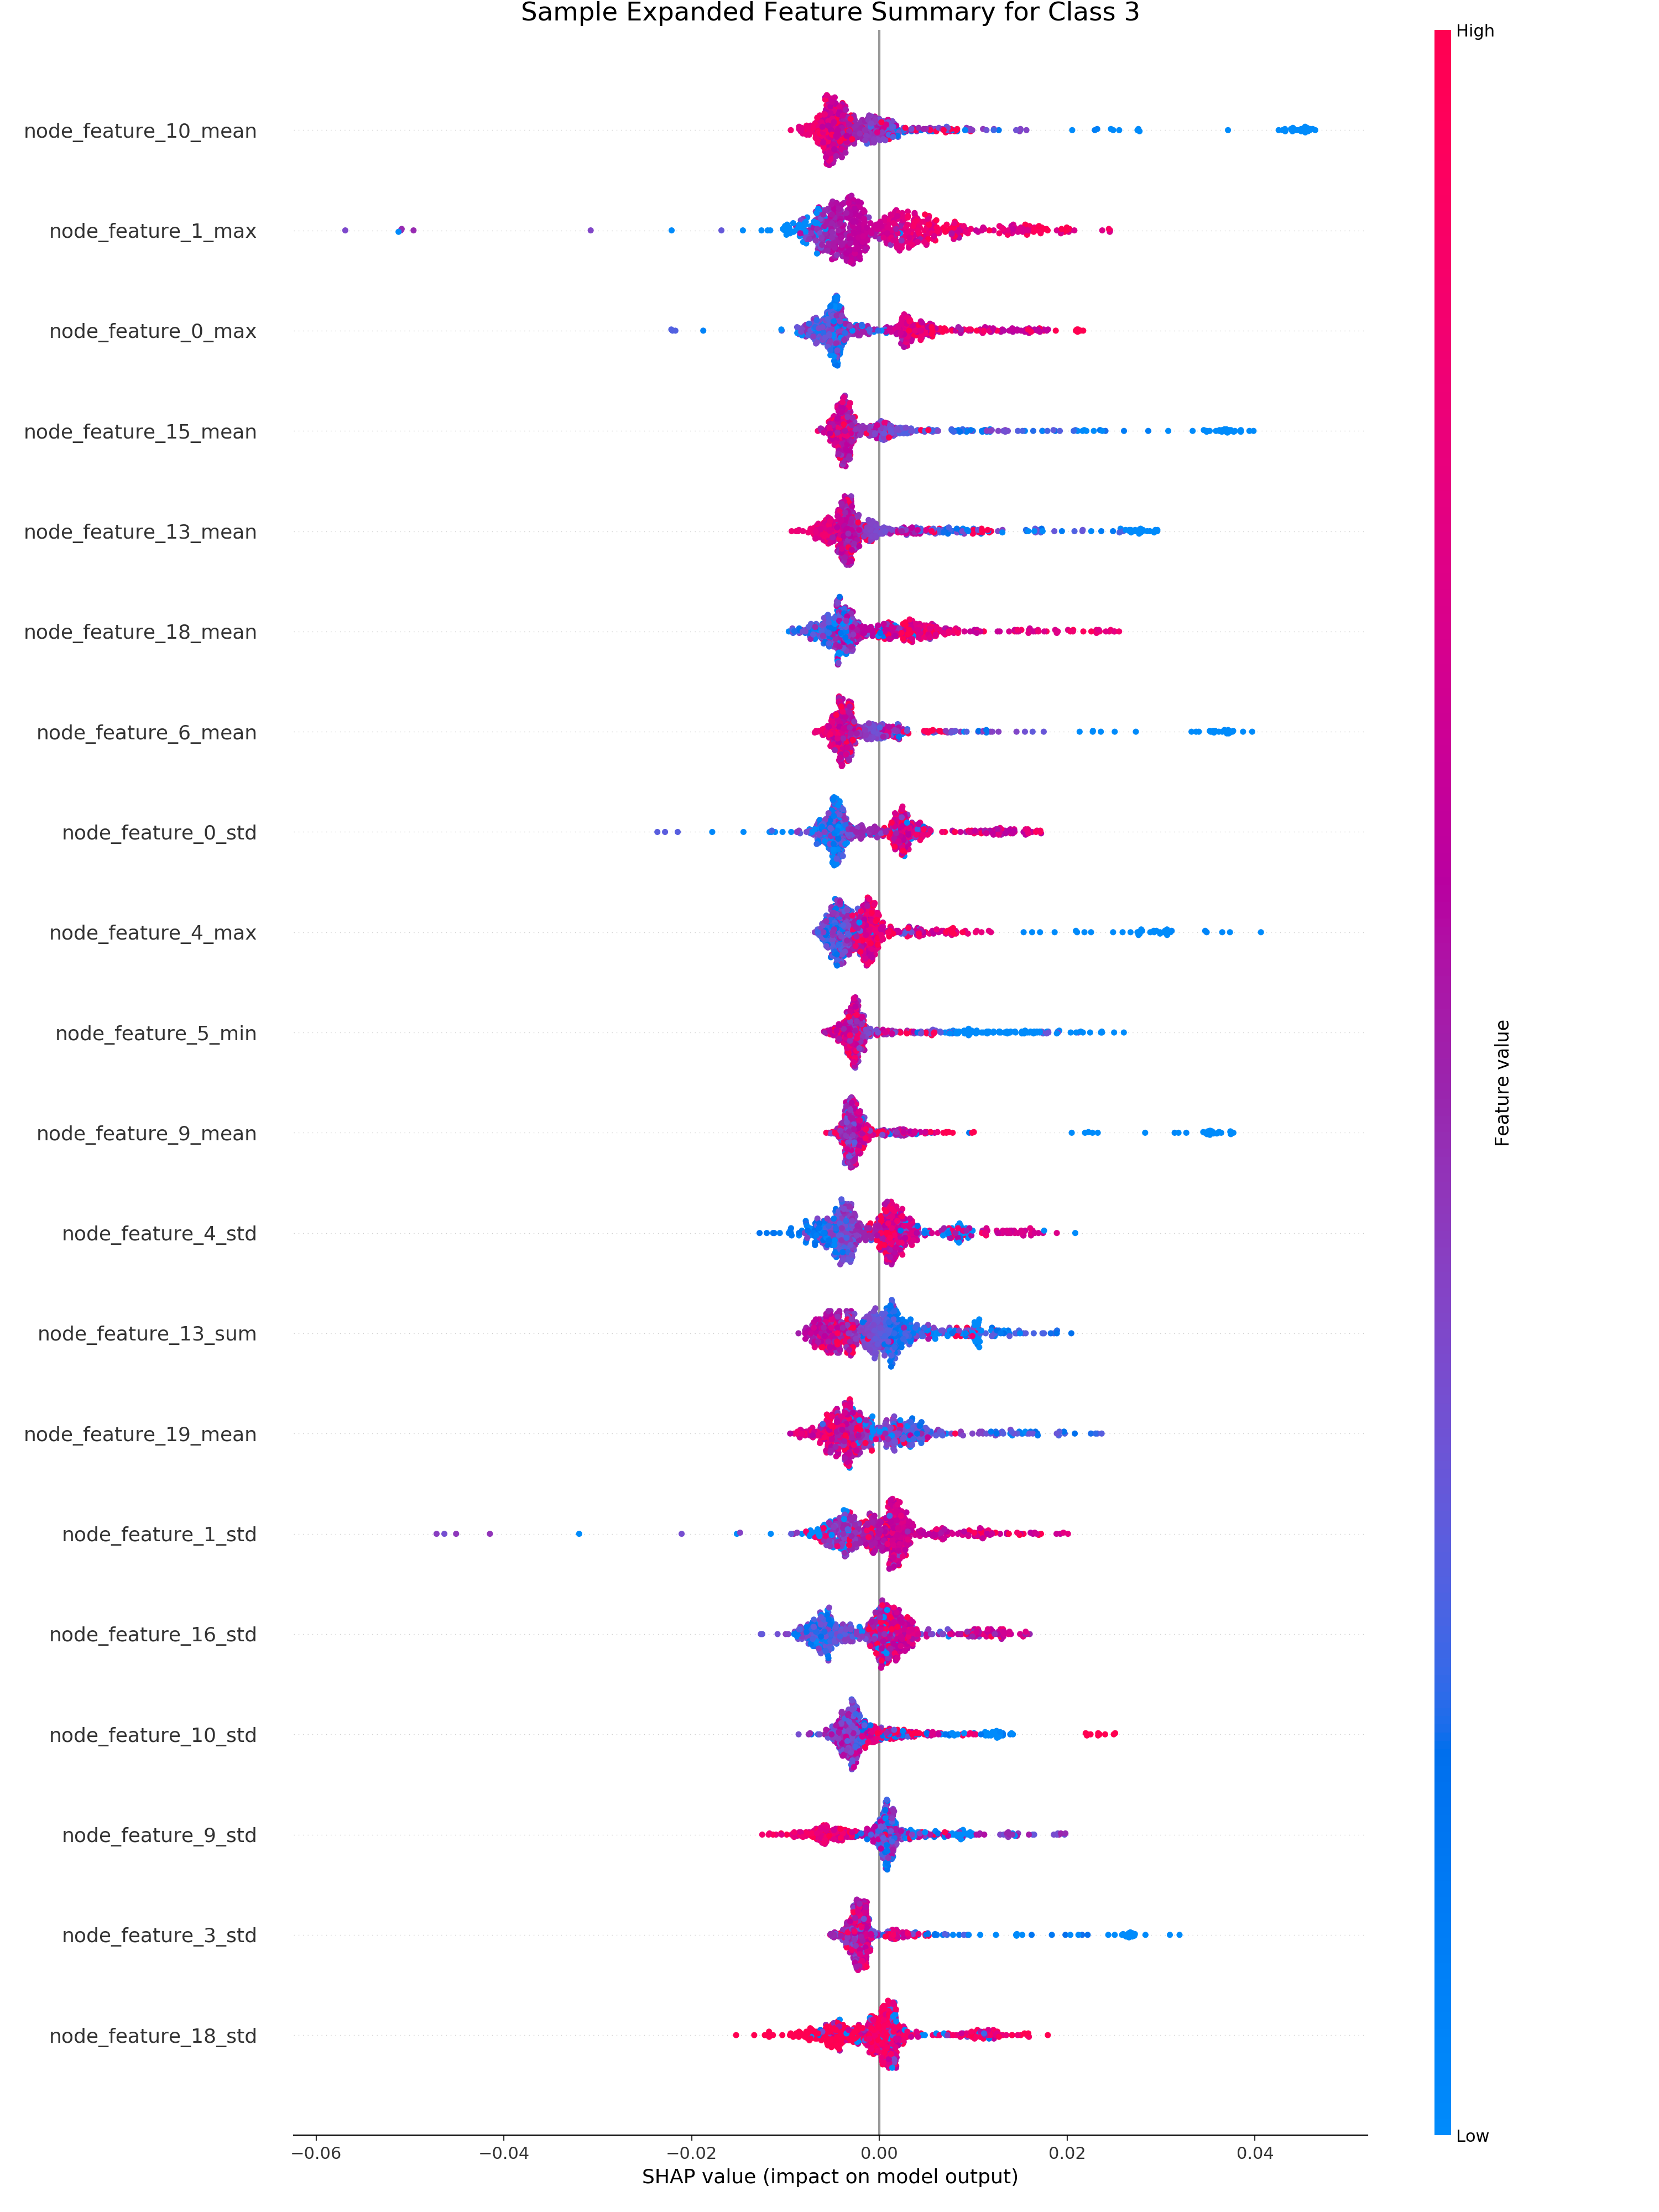 Sample Expanded Feature Summary for Class 3
High
node_feature_10_mean
node_feature_1_max
node_feature_0_max
node_feature_15_mean
node_feature_13_mean
node_feature_18_mean
node_feature_6_mean
node_feature_0_std
node_feature_4_max
node_feature_5_min
Feature value
node_feature_9_mean
node_feature_4_std
node_feature_13_sum
node_feature_19_mean
node_feature_1_std
node_feature_16_std
node_feature_10_std
node_feature_9_std
node_feature_3_std
node_feature_18_std
Low
−0.06 −0.04 −0.02 0.00 0.02 0.04
SHAP value (impact on model output)